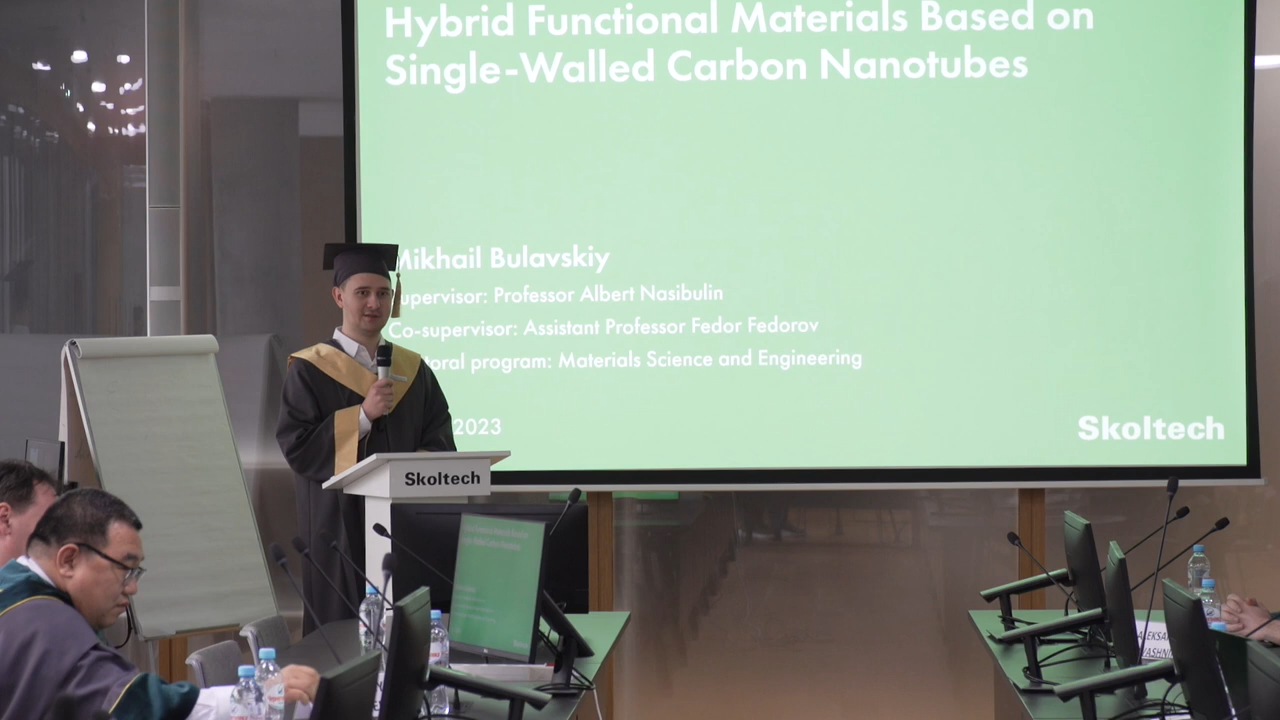 Hybrid Functional Materials Based on
Single-Walled Carbon Nanotubes
Mikhail Bulavskiy
upervisor: Professor Albert Nasibulin
Co-supervisor: Assistant Professor Fedor Fedorov
toral program: Materials Science and Engineering
2023
Skoltech
Skoltech